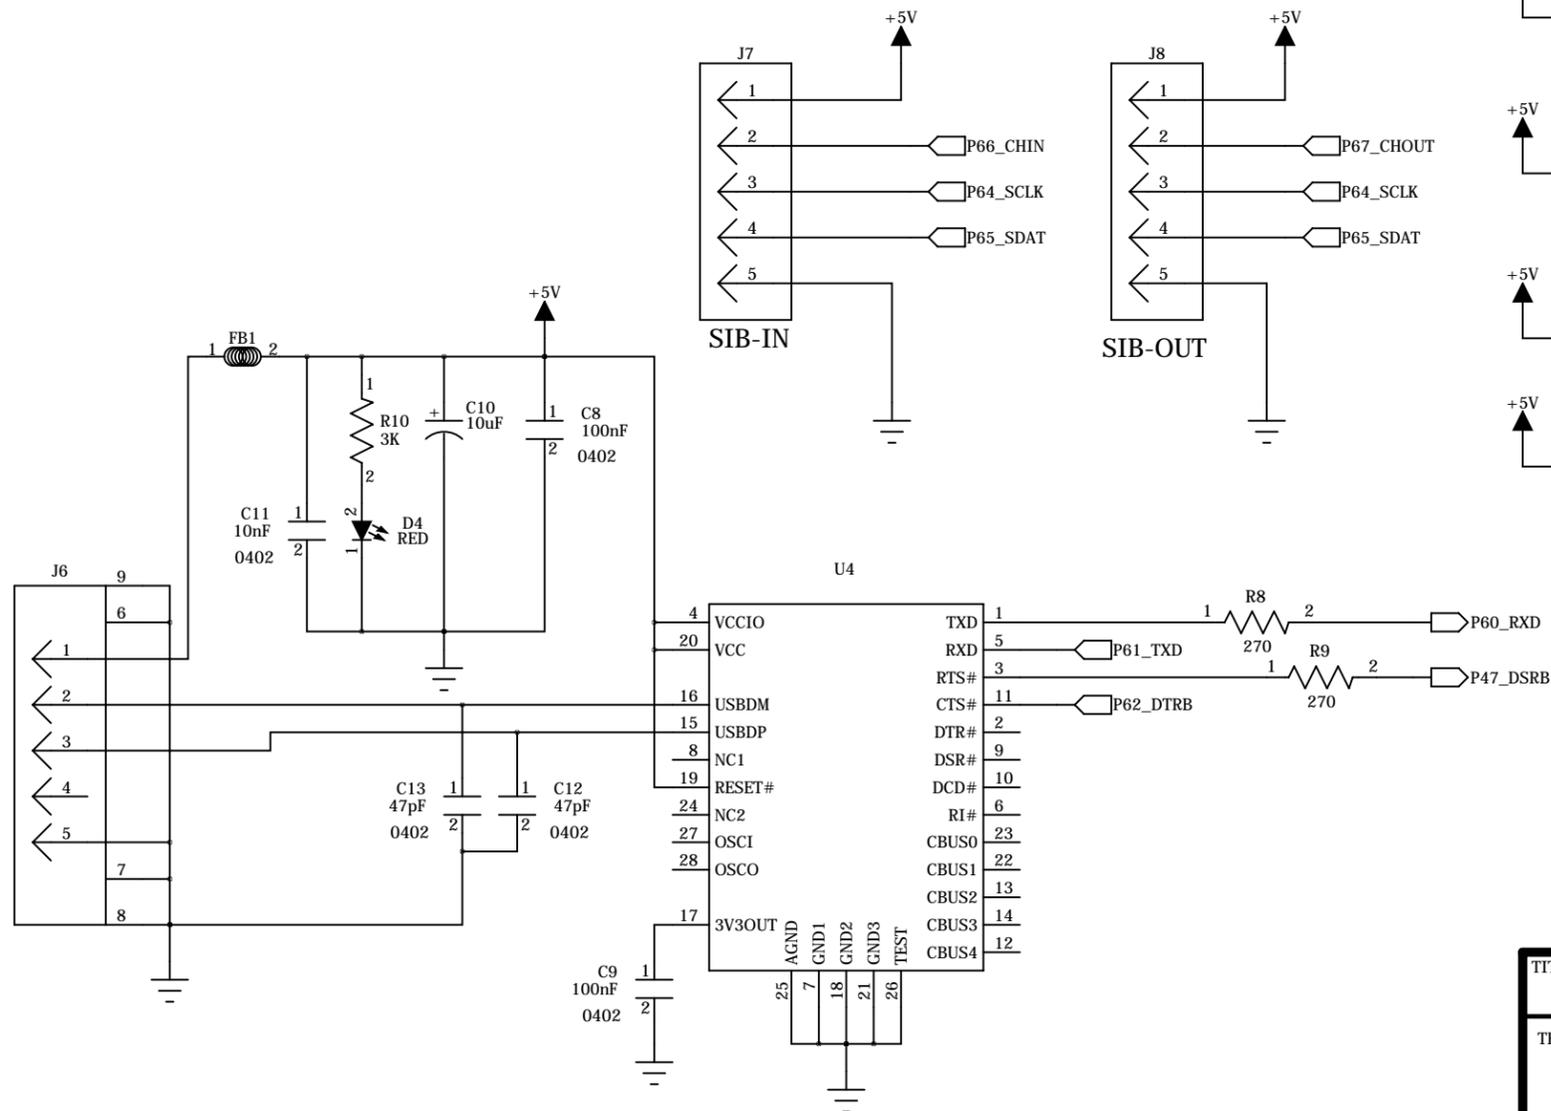 +5V
+5V
J7
J8
1
1
+5V
2
P66_CHIN
2
P67_CHOUT
3
P64_SCLK
3
P64_SCLK
4
P65_SDAT
4
P65_SDAT
5
5
+5V
SIB-IN
SIB-OUT
+5V
1
FB1
2
1
R10
3K
2
+
C10
10uF
1
C8
100nF
2
0402
+5V
C11
10nF
0402
1
2
2
D4
RED
1
J6
9
6
1
2
3
4
5
7
8
U4
4
VCCIO
20
VCC
16
USBDM
15
USBDP
8
NC1
19
RESET#
24
NC2
27
OSCI
28
OSCO
17
3V3OUT
TXD
1
RXD
5
RTS#
3
CTS#
11
DTR#
2
DSR#
9
DCD#
10
RI#
6
CBUS0
23
CBUS1
22
CBUS2
13
CBUS3
14
CBUS4
12
AGND
GND1
GND2
GND3
TEST
25
7
18
21
26
1
R8
2
270
P60_RXD
P61_TXD
1
R9
2
270
P47_DSRB
P62_DTRB
C13
47pF
0402
1
2
1
2
C12
47pF
0402
C9
100nF
0402
1
2